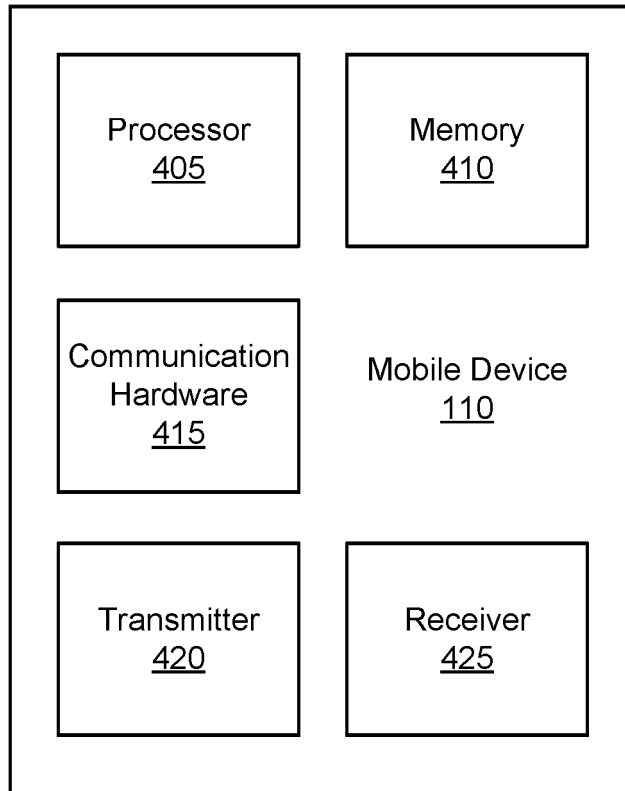 Processor
405
Memory
410
Communication
Hardware
415
Mobile Device
110
Transmitter
420
Receiver
425